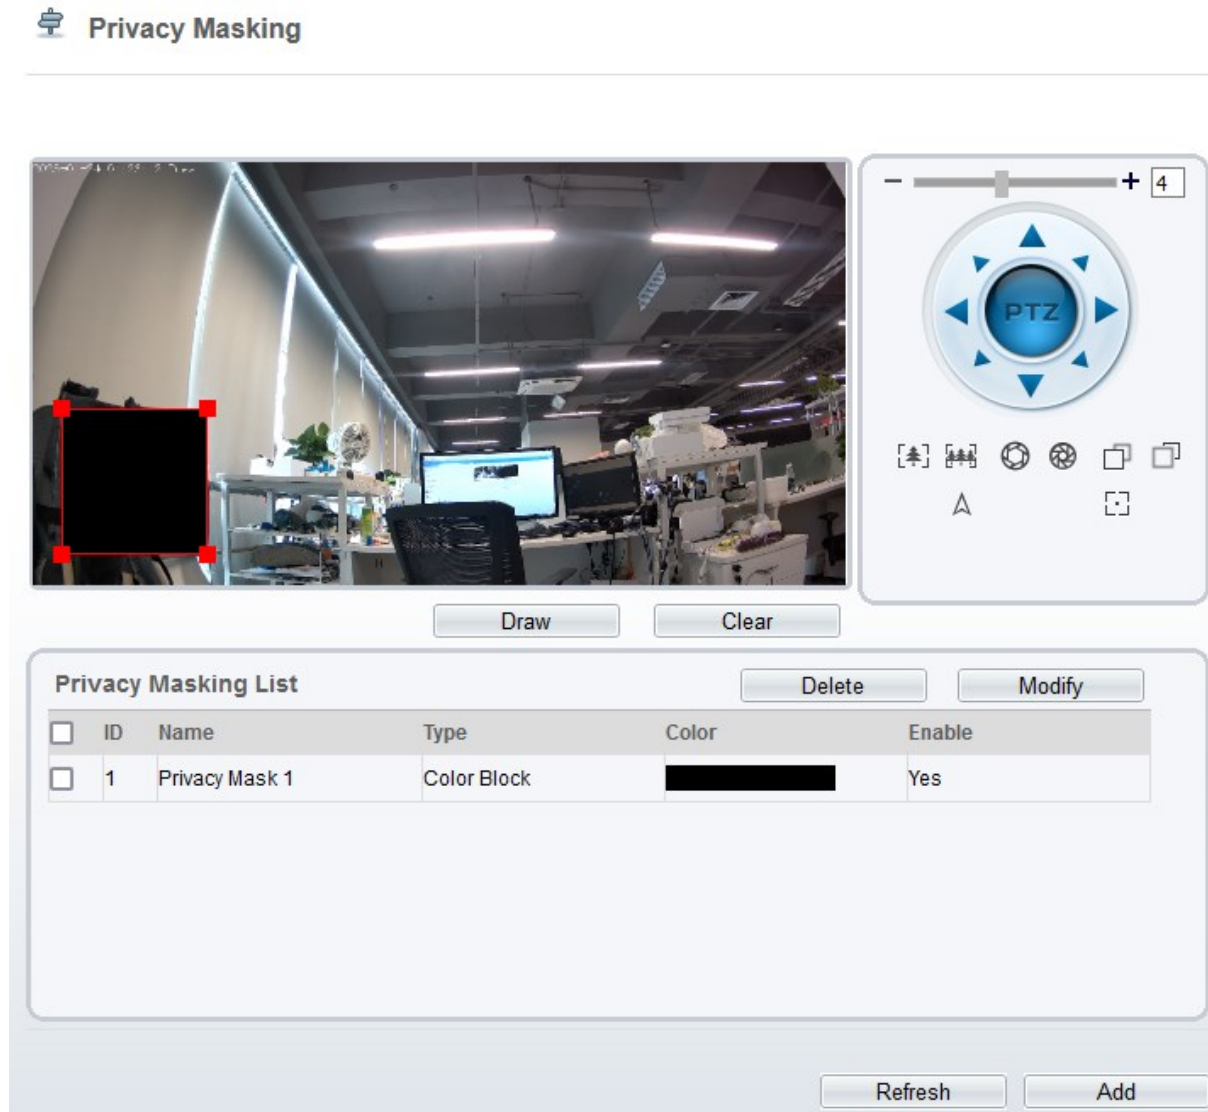 Privacy Masking
4
PTZ
Draw Clear
Privacy Masking List Delete Modify
ID Name Type Color Enable
1 Privacy Mask 1 Color Block Yes
Refresh Add